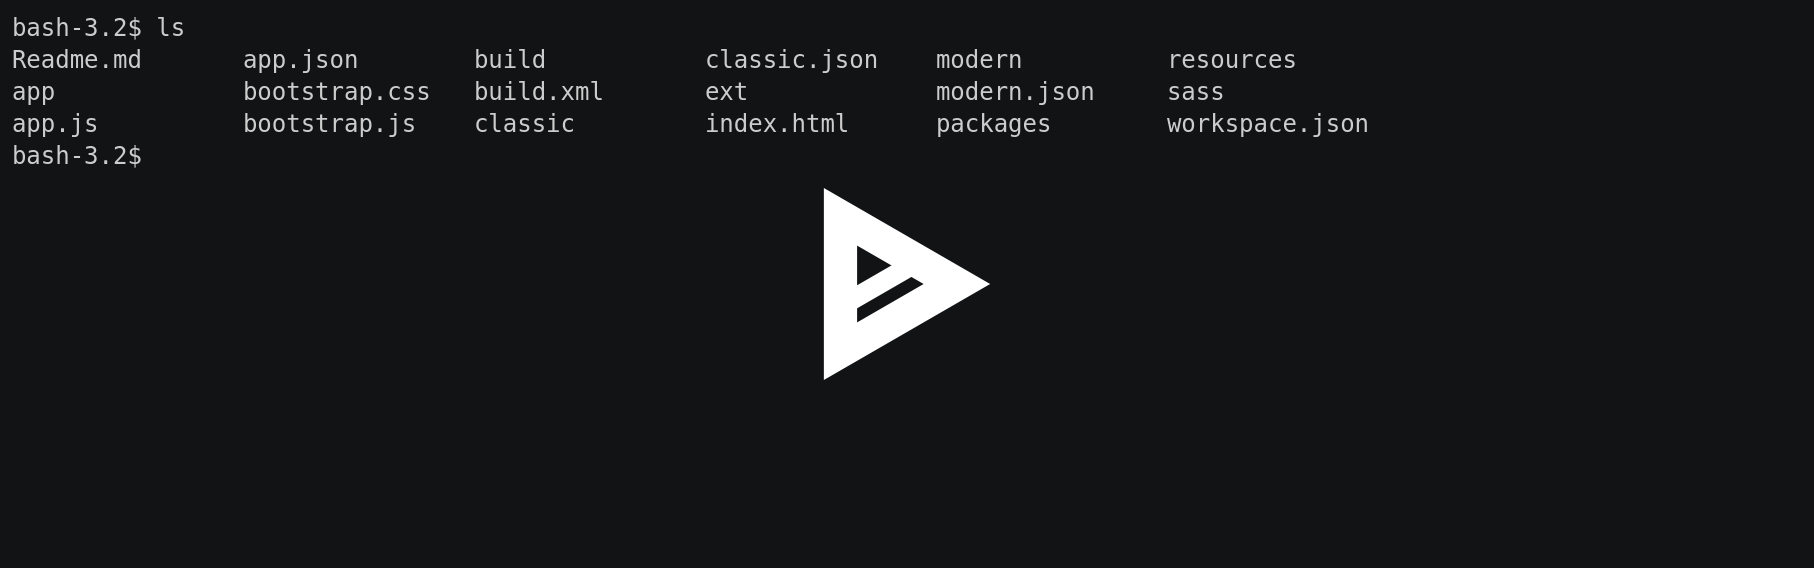 bash-3.2$ ls
Readme.md       app.json        build           classic.json    modern          resources
app             bootstrap.css   build.xml       ext             modern.json     sass
app.js          bootstrap.js    classic         index.html      packages        workspace.json
bash-3.2$